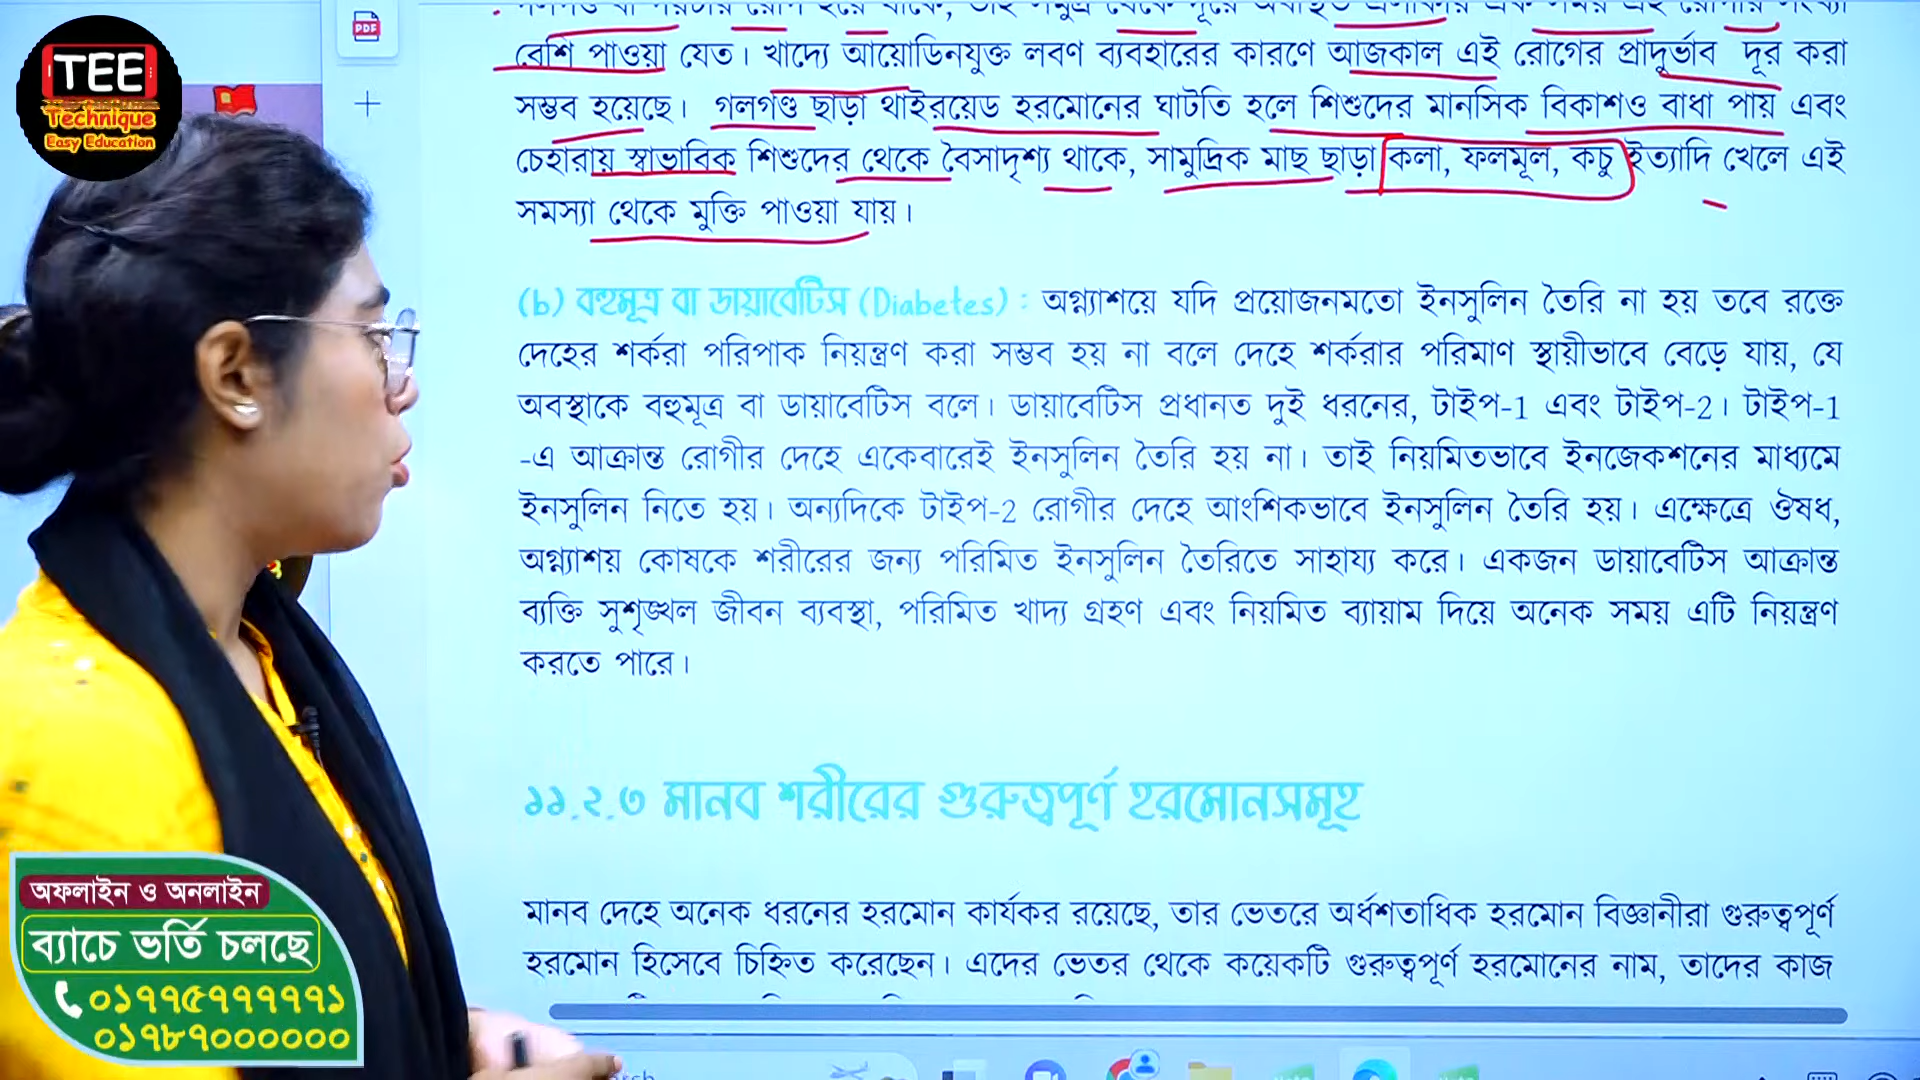 TEE
Technique
Easy Education
PDF
বেশি পাওয়া যেত। খাদ্যে আয়োডিনযুক্ত লবণ ব্যবহারের কারণে আজকাল এই রোগের প্রাদুর্ভাব দূর করা
সম্ভব হয়েছে। গলগণ্ড ছাড়া থাইরয়েড হরমোনের ঘাটতি হলে শিশুদের মানসিক বিকাশও বাধা পায় এবং
চেহারায় স্বাভাবিক শিশুদের থেকে বৈসাদৃশ্য থাকে, সামুদ্রিক মাছ ছাড়া কলা, ফলমূল, কচু ইত্যাদি খেলে এই
সমস্যা থেকে মুক্তি পাওয়া যায়।
(b) বহুমূত্র বা ডায়াবেটিস (Diabetes) : অগ্ন্যাশয়ে যদি প্রয়োজনমতো ইনসুলিন তৈরি না হয় তবে রক্তে
দেহের শর্করা পরিপাক নিয়ন্ত্রণ করা সম্ভব হয় না বলে দেহে শর্করার পরিমাণ স্থায়ীভাবে বেড়ে যায়, যে
অবস্থাকে বহুমূত্র বা ডায়াবেটিস বলে। ডায়াবেটিস প্রধানত দুই ধরনের, টাইপ-1 এবং টাইপ-2। টাইপ-1
-এ আক্রান্ত রোগীর দেহে একেবারেই ইনসুলিন তৈরি হয় না। তাই নিয়মিতভাবে ইনজেকশনের মাধ্যমে
ইনসুলিন নিতে হয়। অন্যদিকে টাইপ-2 রোগীর দেহে আংশিকভাবে ইনসুলিন তৈরি হয়। এক্ষেত্রে ঔষধ,
অগ্ন্যাশয় কোষকে শরীরের জন্য পরিমিত ইনসুলিন তৈরিতে সাহায্য করে। একজন ডায়াবেটিস আক্রান্ত
ব্যক্তি সুশৃঙ্খল জীবন ব্যবস্থা, পরিমিত খাদ্য গ্রহণ এবং নিয়মিত ব্যায়াম দিয়ে অনেক সময় এটি নিয়ন্ত্রণ
করতে পারে।
১১.২.৩ মানব শরীরের গুরুত্বপূর্ণ হরমোনসমূহ
মানব দেহে অনেক ধরনের হরমোন কার্যকর রয়েছে, তার ভেতরে অর্ধশতাধিক হরমোন বিজ্ঞানীরা গুরুত্বপূর্ণ
হরমোন হিসেবে চিহ্নিত করেছেন। এদের ভেতর থেকে কয়েকটি গুরুত্বপূর্ণ হরমোনের নাম, তাদের কাজ
অফলাইন ও অনলাইন
ব্যাচে ভর্তি চলছে
০১৭৭৫৭৭৭৭৭১
০১৭৮৭০০০০০০